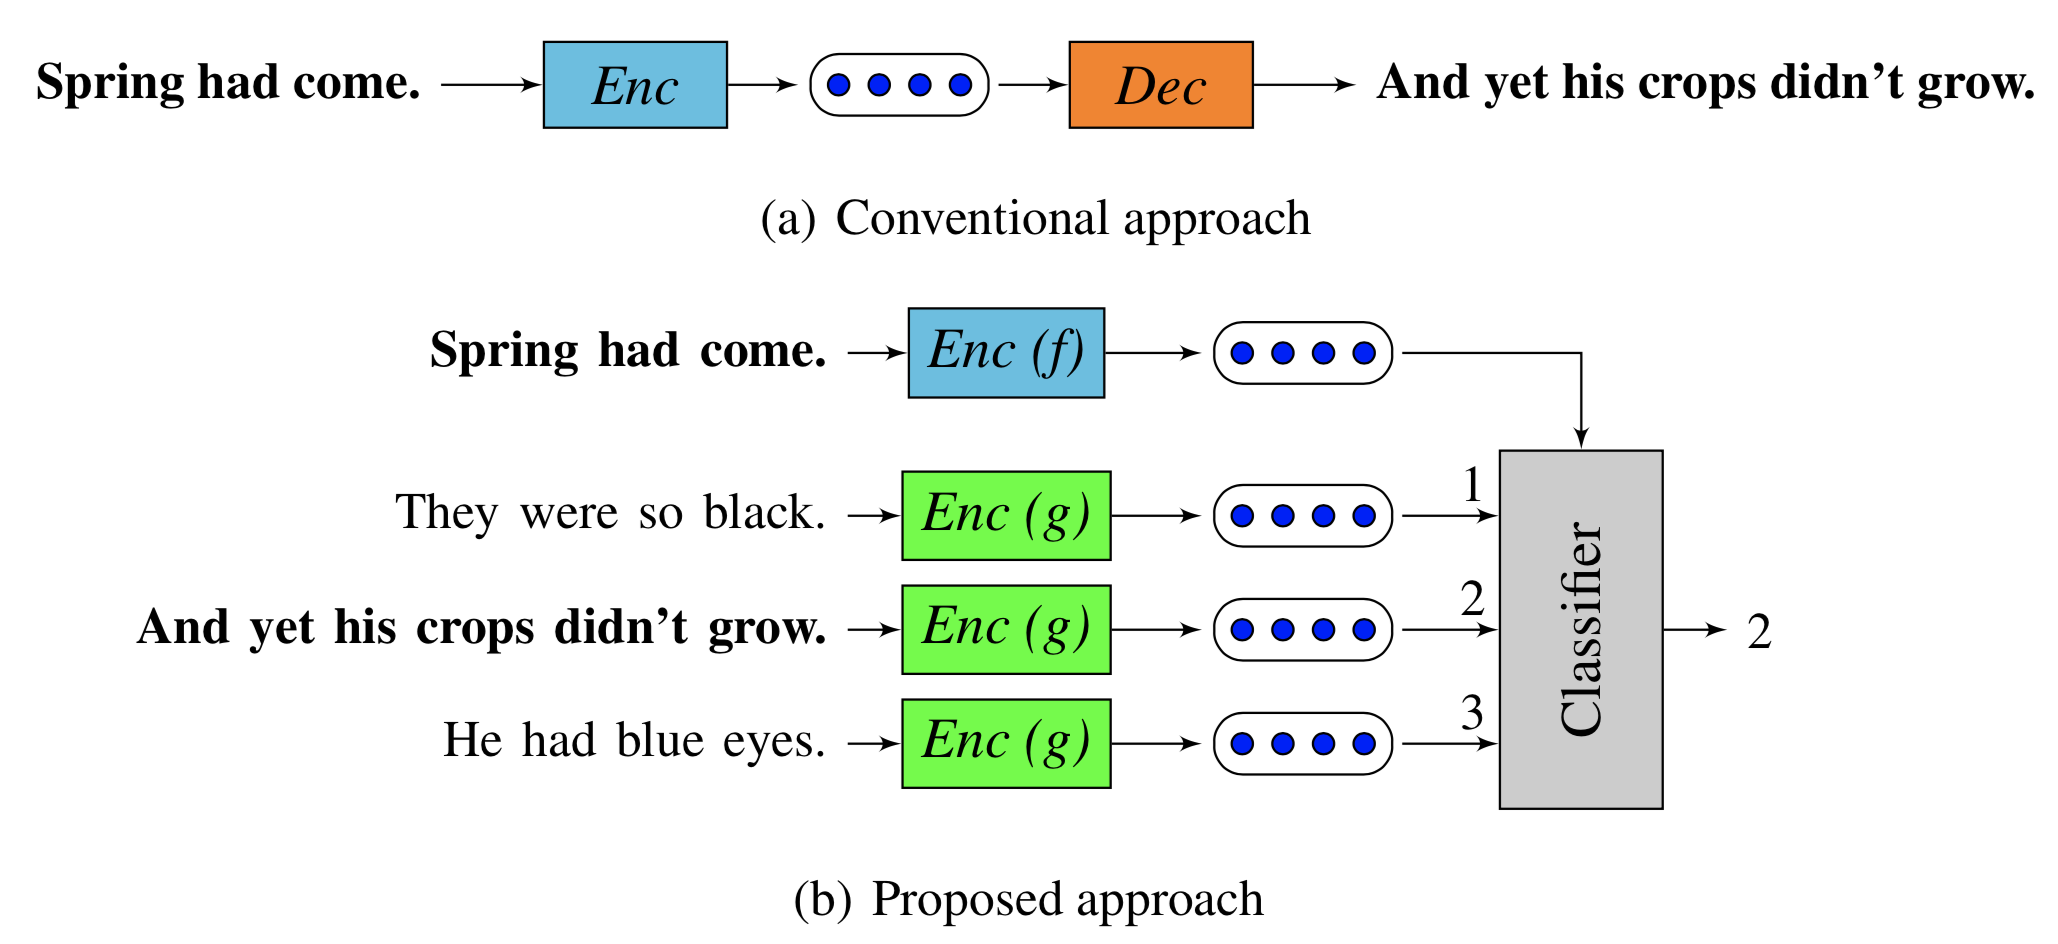 Spring had come. Enc Dec And yet his crops didn't grow.
(a) Conventional approach
Spring had come. Enc (f)
They were so black. Enc (g) 1
And yet his crops didn't grow. Enc (g) 2
He had blue eyes. Enc (g) 3
Classifier
2
(b) Proposed approach